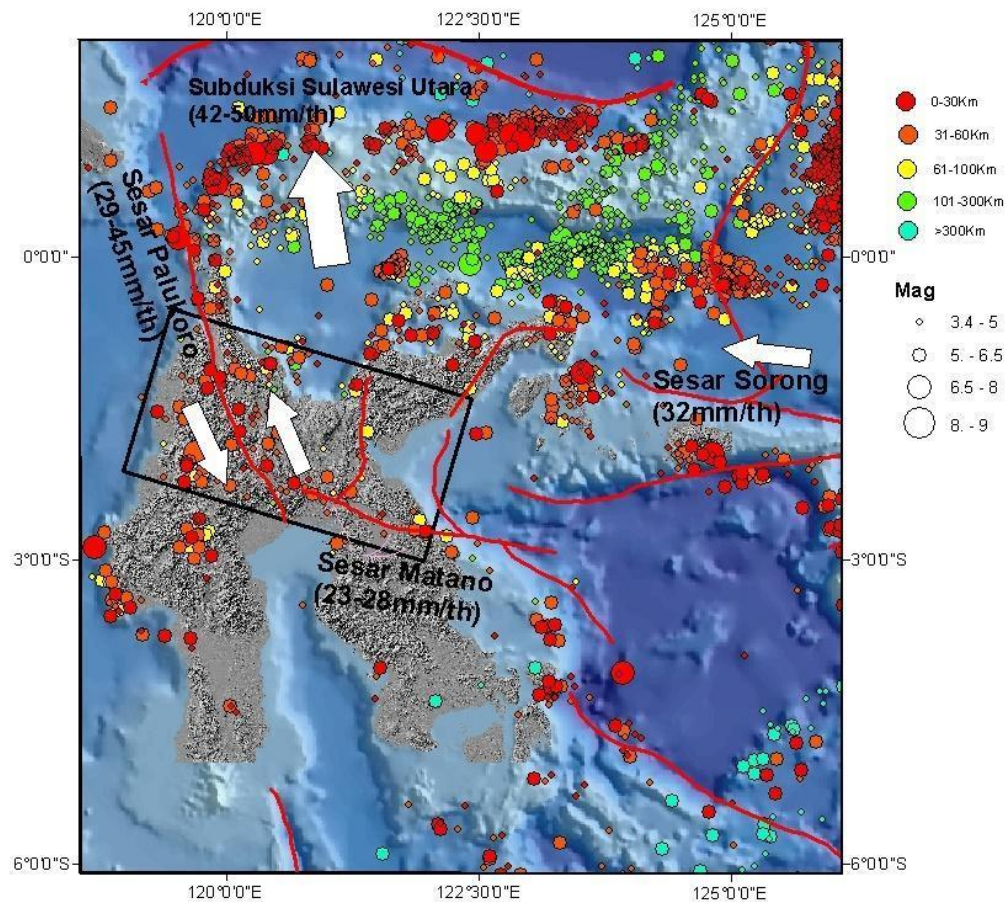 120°0'0"E
122°30'0"E
125°0'0"E
Subduksi Sulawesi Utara
(42-50mm/th)
Sesar Palukoro
(29-45mm/th)
0°0'0"
0°0'0"
Sesar Sorong
(32mm/th)
3°0'0"S
3°0'0"S
Sesar Matano
(23-28mm/th)
6°0'0"S
6°0'0"S
120°0'0"E
122°30'0"E
125°0'0"E
0-30Km
31-60Km
61-100Km
101-300Km
>300Km
Mag
3.4 - 5
5. - 6.5
6.5 - 8
8. - 9